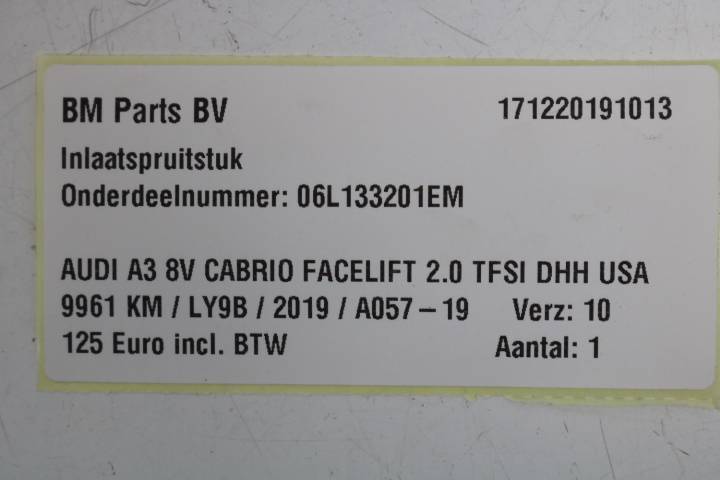 BM Parts BV 171220191013
Inlaatspruitstuk
Onderdeelnummer: 06L133201EM
AUDI A3 8V CABRIO FACELIFT 2.0 TFSI DHH USA
9961 KM / LY9B / 2019 / A057-19 Verz: 10
125 Euro incl. BTW Aantal: 1